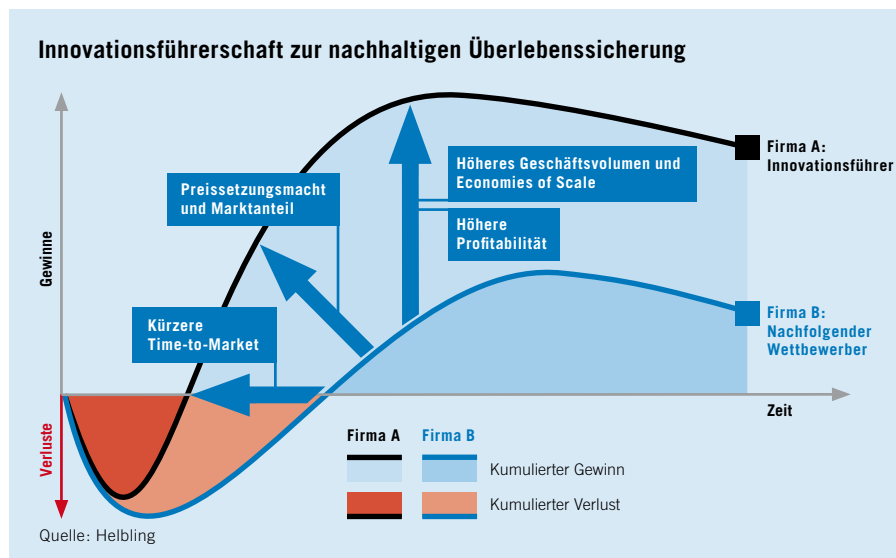 Innovationsführerschaft zur nachhaltigen Überlebenssicherung
Gewinne
Verluste
Preissetzungsmacht
und Marktanteil
Höheres Geschäftsvolumen und
Economies of Scale
Höhere
Profitabilität
Kürzere
Time-to-Market
Firma A:
Innovationsführer
Firma B:
Nachfolgender
Wettbewerber
Zeit
Firma A Firma B
Kumulierter Gewinn
Kumulierter Verlust
Quelle: Helbling